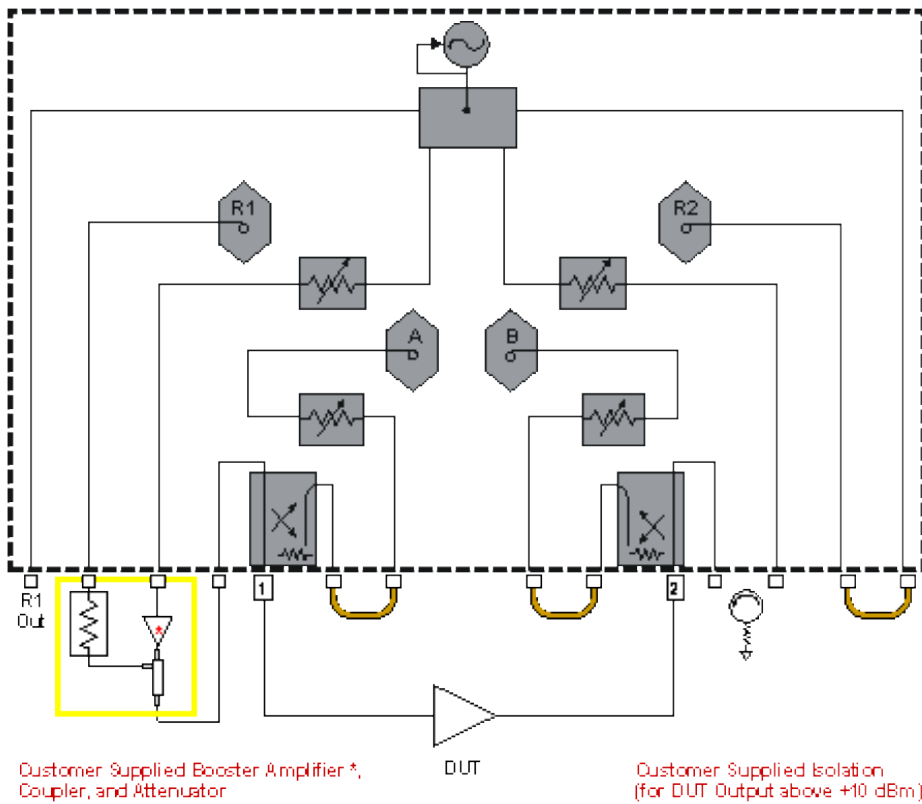 R1
R2
A
B
R1
Out
1
2
*
DUT
Customer Supplied Booster Amplifier *,
Coupler, and Attenuator
Customer Supplied Isolation
(for DUT Output above +10 dBm)